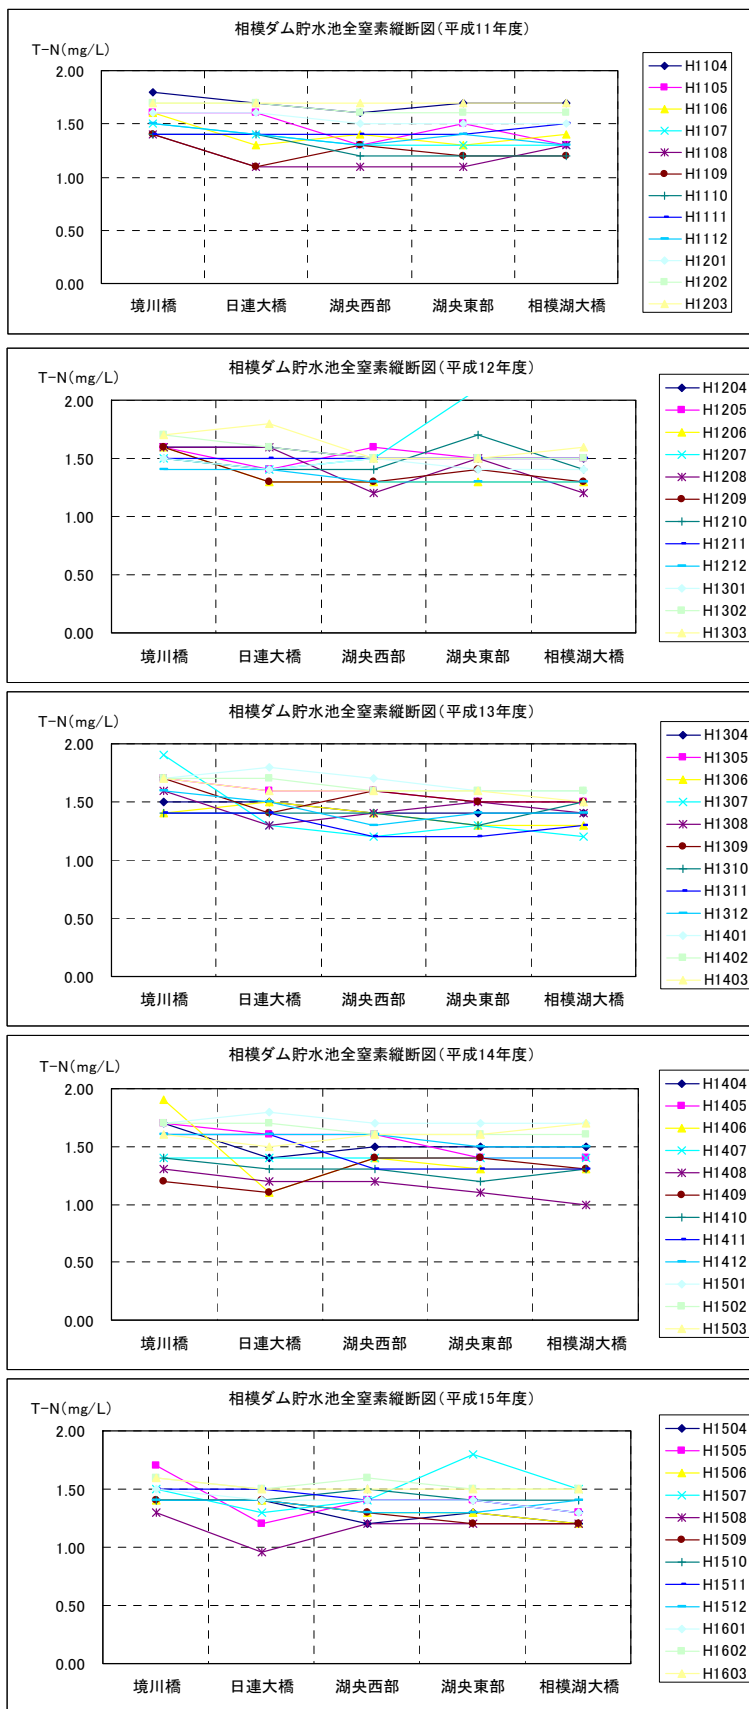 相模ダム貯水池全窒素縦断図(平成11年度)
T-N(mg/L)
2.00
1.50
1.00
0.50
0.00
境川橋 日連大橋 湖央西部 湖央東部 相模湖大橋
H1104
H1105
H1106
H1107
H1108
H1109
H1110
H1111
H1112
H1201
H1202
H1203
相模ダム貯水池全窒素縦断図(平成12年度)
T-N(mg/L)
2.00
1.50
1.00
0.50
0.00
境川橋 日連大橋 湖央西部 湖央東部 相模湖大橋
H1204
H1205
H1206
H1207
H1208
H1209
H1210
H1211
H1212
H1301
H1302
H1303
相模ダム貯水池全窒素縦断図(平成13年度)
T-N(mg/L)
2.00
1.50
1.00
0.50
0.00
境川橋 日連大橋 湖央西部 湖央東部 相模湖大橋
H1304
H1305
H1306
H1307
H1308
H1309
H1310
H1311
H1312
H1401
H1402
H1403
相模ダム貯水池全窒素縦断図(平成14年度)
T-N(mg/L)
2.00
1.50
1.00
0.50
0.00
境川橋 日連大橋 湖央西部 湖央東部 相模湖大橋
H1404
H1405
H1406
H1407
H1408
H1409
H1410
H1411
H1412
H1501
H1502
H1503
相模ダム貯水池全窒素縦断図(平成15年度)
T-N(mg/L)
2.00
1.50
1.00
0.50
0.00
境川橋 日連大橋 湖央西部 湖央東部 相模湖大橋
H1504
H1505
H1506
H1507
H1508
H1509
H1510
H1511
H1512
H1601
H1602
H1603